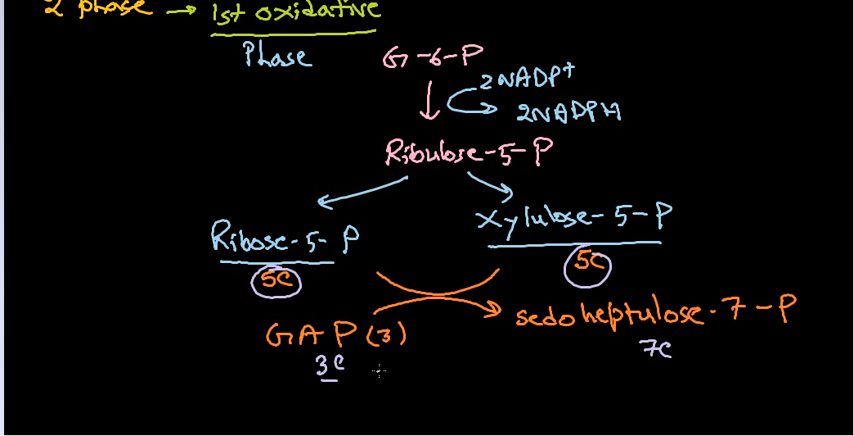 2 phase → 1st oxidative
Phase
G-6-P
2NADP+
2NADPH
Ribulose-5-P
Ribose-5-P
Xylulose-5-P
5C
5C
GAP(3)
sedoheptulose-7-P
3C
7C